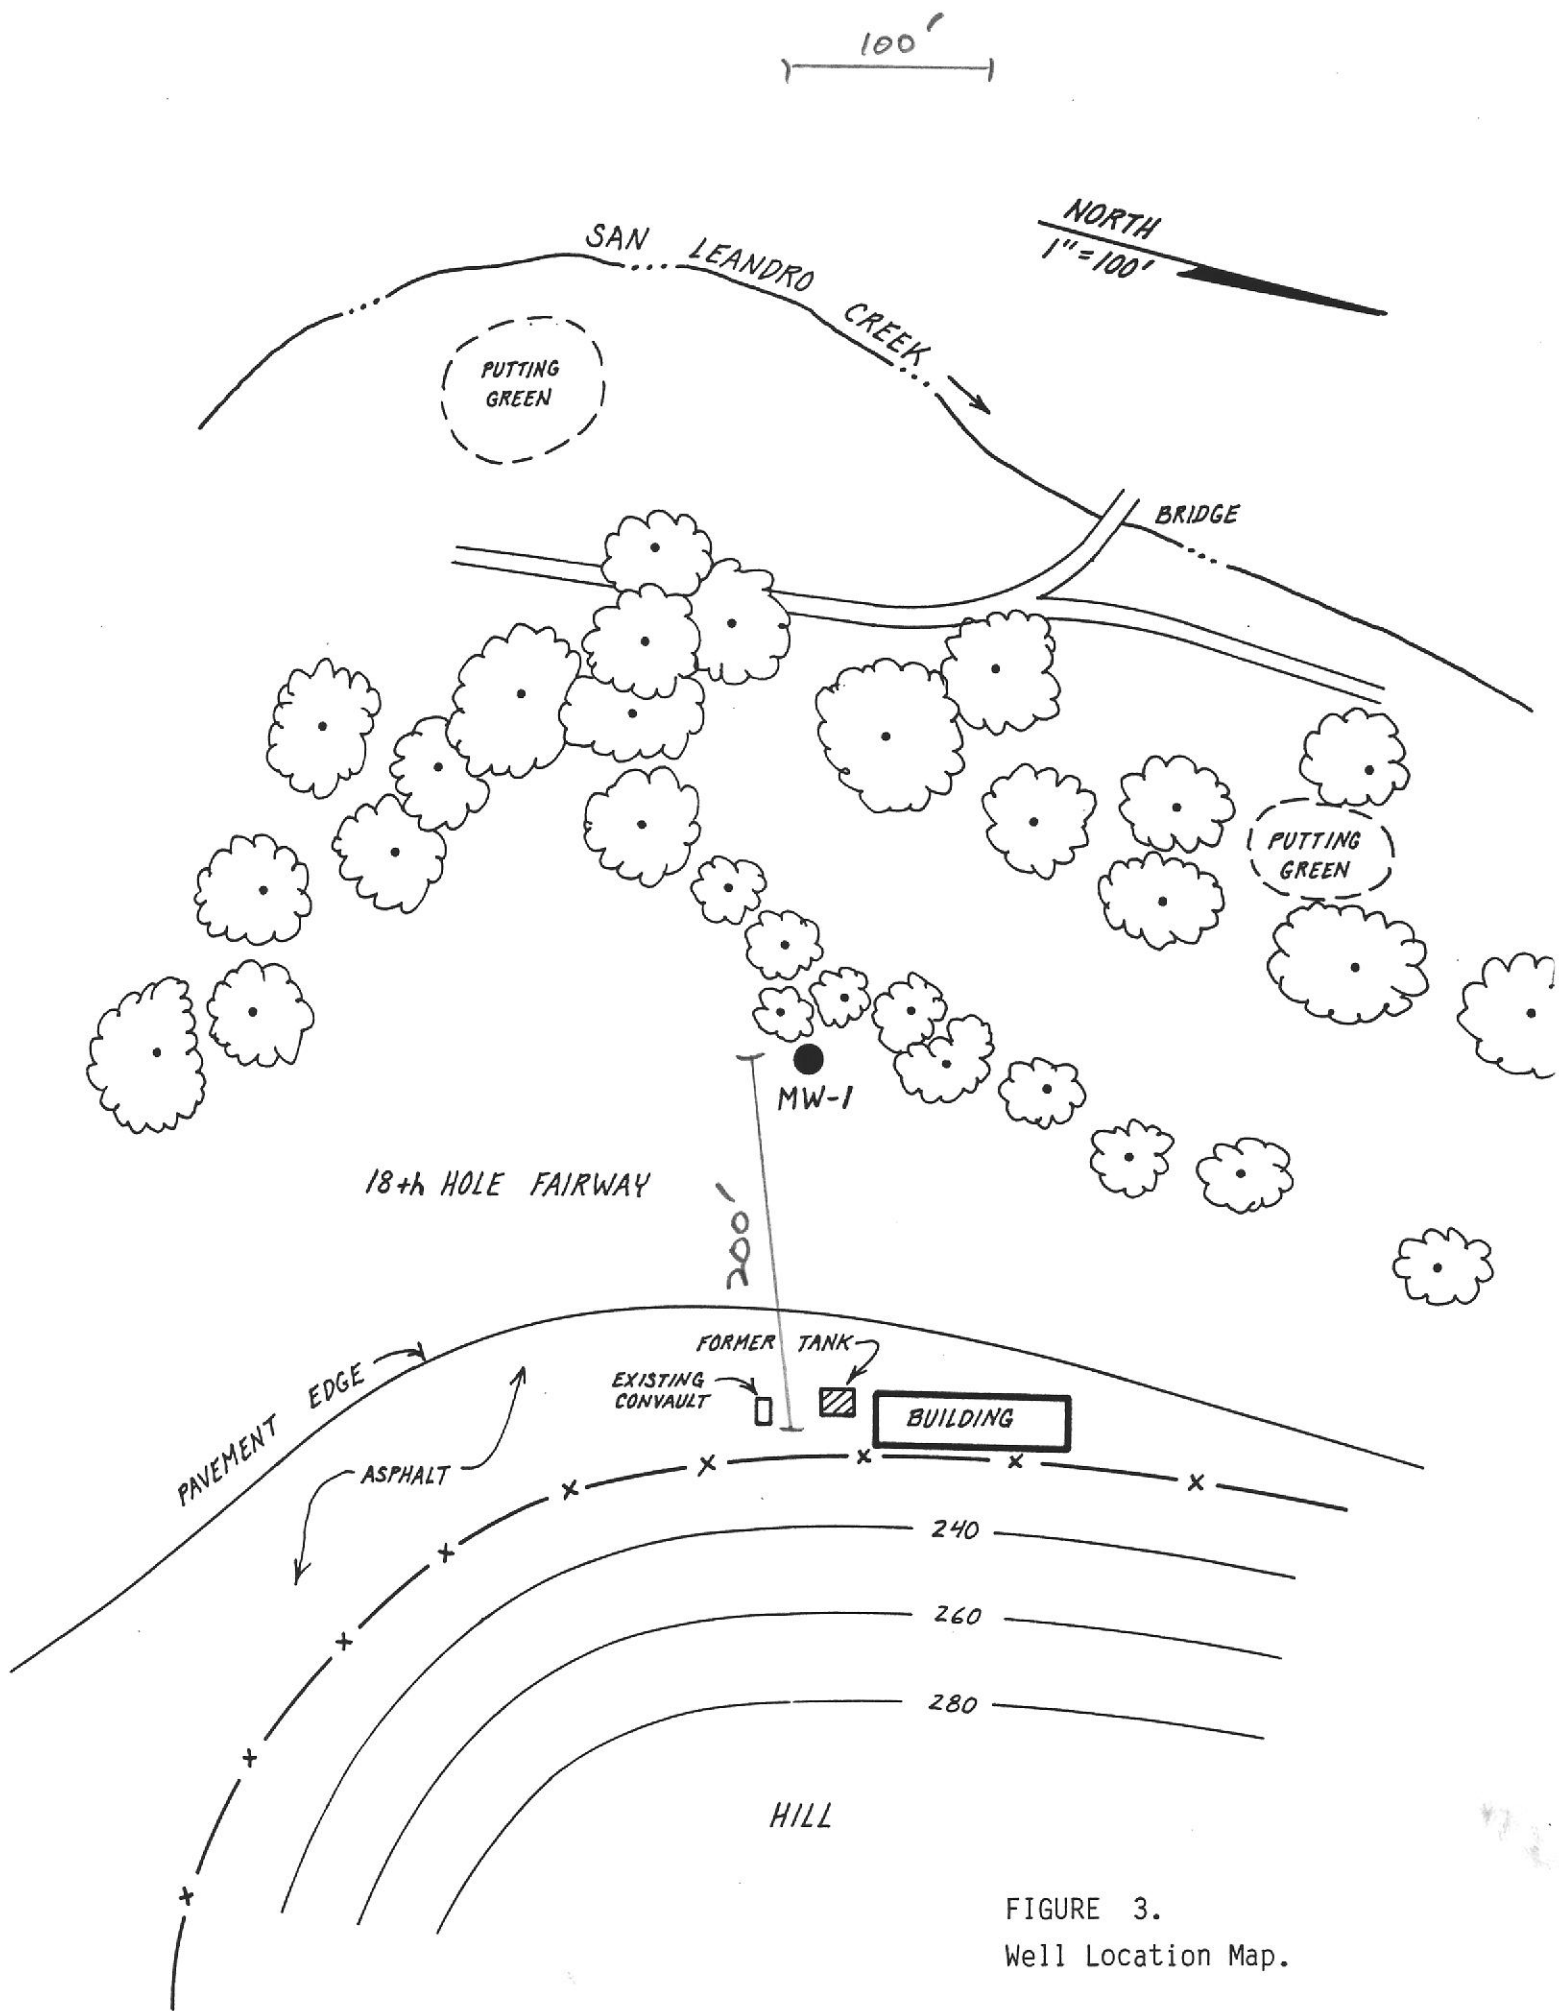 100'
NORTH
1"=100'
SAN LEANDRO CREEK
PUTTING
GREEN
BRIDGE
PUTTING
GREEN
MW-1
18th HOLE FAIRWAY
200'
FORMER TANK
EXISTING
CONVAULT
BUILDING
PAVEMENT EDGE
ASPHALT
240
260
280
HILL
FIGURE 3.
Well Location Map.